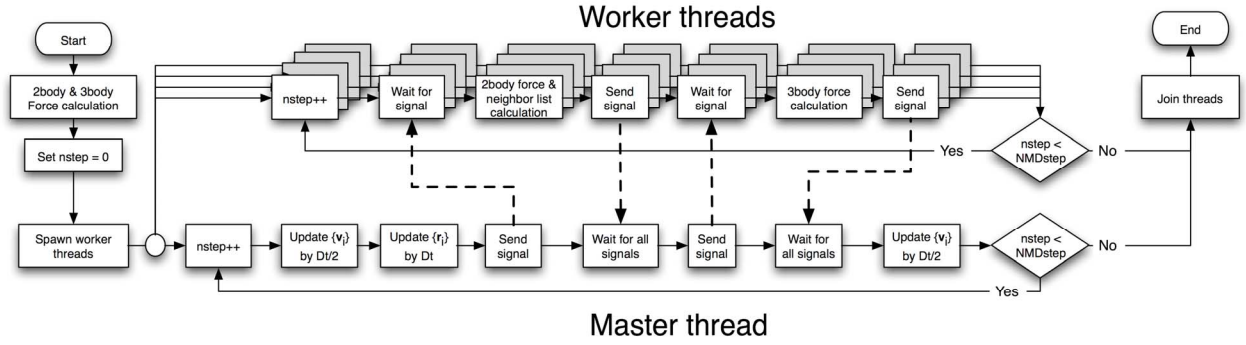 Worker threads
Start
End
2body & 3body
Force calculation
Set nstep = 0
Spawn worker
threads
nstep++
Wait for
signal
2body force &
neighbor list
calculation
Send
signal
Wait for
signal
3body force
calculation
Send
signal
Join threads
nstep <
NMDstep
Yes
No
nstep++
Update {vi}
by Dt/2
Update {ri}
by Dt
Send
signal
Wait for all
signals
Send
signal
Wait for
all signals
Update {vi}
by Dt/2
nstep <
NMDstep
No
Yes
Master thread